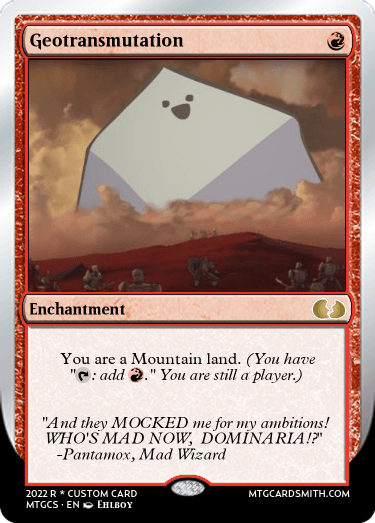 Geotransmutation
Enchantment
You are a Mountain land. (You have
": add ." You are still a player.)
"And they MOCKED me for my ambitions!
WHO'S MAD NOW, DOMINARIA!?"
-Pantamox, Mad Wizard
2022 R * CUSTOM CARD
MTGCS · EN EHLBOY
MTGCARDSMITH.COM